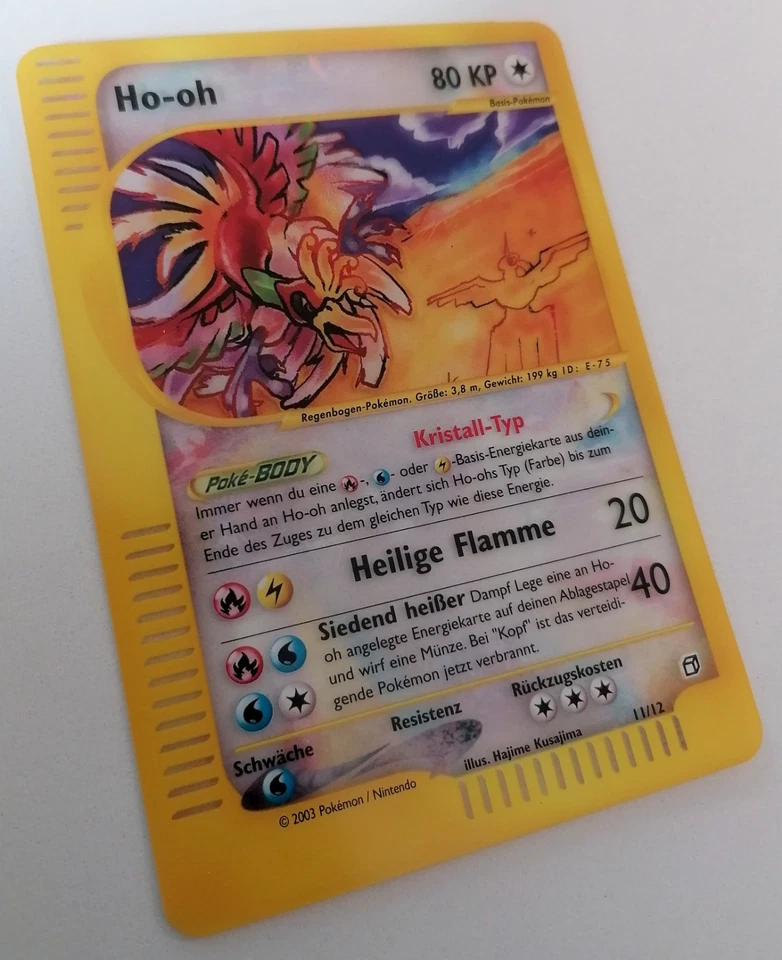 Ho-oh
80 KP
Basis-Pokémon
Regenbogen-Pokémon. Größe: 3,8 m, Gewicht: 199 kg ID: E-75
Kristall-Typ
Poké-BODY
Immer wenn du eine -, - oder -Basis-Energiekarte aus dein-
er Hand an Ho-oh anlegst, ändert sich Ho-ohs Typ (Farbe) bis zum
Ende des Zuges zu dem gleichen Typ wie diese Energie.
Heilige Flamme 20
Siedend heißer Dampf Lege eine an Ho-
oh angelegte Energiekarte auf deinen Ablagestapel
und wirf eine Münze. Bei "Kopf" ist das verteidi-
gende Pokémon jetzt verbrannt.
40
Schwäche
Resistenz
Rückzugskosten
illus. Hajime Kusajima
11/12
© 2003 Pokémon / Nintendo